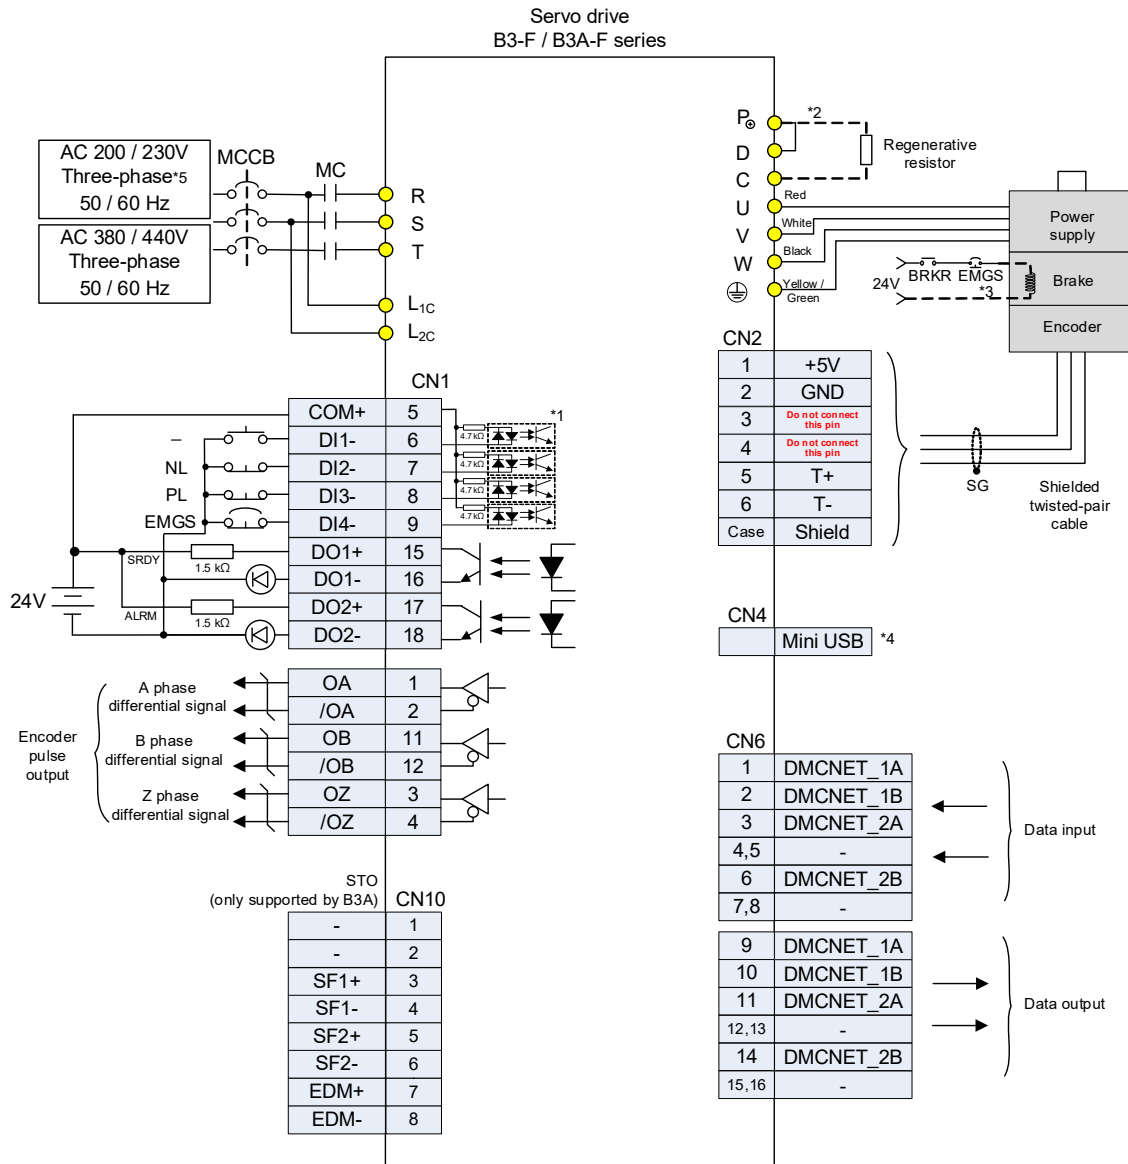 Servo drive
B3-F / B3A-F series
AC 200 / 230V
Three-phase*5
50 / 60 Hz
AC 380 / 440V
Three-phase
50 / 60 Hz
MCCB
MC
R
S
T
L1C
L2C
P⊕
D
C
U
V
W
*2
Regenerative
resistor
Red
White
Black
Yellow /
Green
Power
supply
Brake
Encoder
24V
BRKR
EMGS
*3
CN1
COM+ 5
– DI1- 6
NL DI2- 7
PL DI3- 8
EMGS DI4- 9
SRDY 1.5 kΩ DO1+ 15
DO1- 16
ALRM 1.5 kΩ DO2+ 17
DO2- 18
24V
*1
4.7 kΩ
4.7 kΩ
4.7 kΩ
4.7 kΩ
CN2
1 +5V
2 GND
3 Do not connect
this pin
4 Do not connect
this pin
5 T+
6 T-
Case Shield
SG
Shielded
twisted-pair
cable
CN4
Mini USB *4
Encoder
pulse
output
A phase
differential signal
B phase
differential signal
Z phase
differential signal
OA 1
/OA 2
OB 11
/OB 12
OZ 3
/OZ 4
CN6
1 DMCNET_1A
2 DMCNET_1B
3 DMCNET_2A
4,5 -
6 DMCNET_2B
7,8 -
Data input
9 DMCNET_1A
10 DMCNET_1B
11 DMCNET_2A
12,13 -
14 DMCNET_2B
15,16 -
Data output
STO
(only supported by B3A)
CN10
- 1
- 2
SF1+ 3
SF1- 4
SF2+ 5
SF2- 6
EDM+ 7
EDM- 8